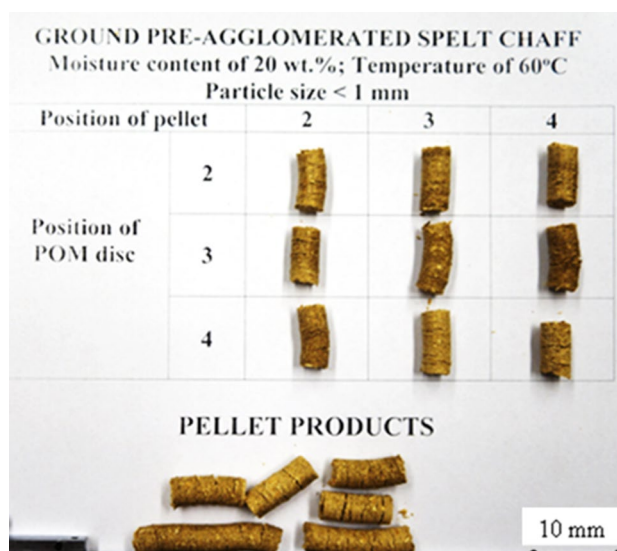 GROUND PRE-AGGLOMERATED SPELT CHAFF
Moisture content of 20 wt.%; Temperature of 60ºC
Particle size < 1 mm
Position of pellet 2 3 4
2
Position of
POM disc
3
4
PELLET PRODUCTS
10 mm